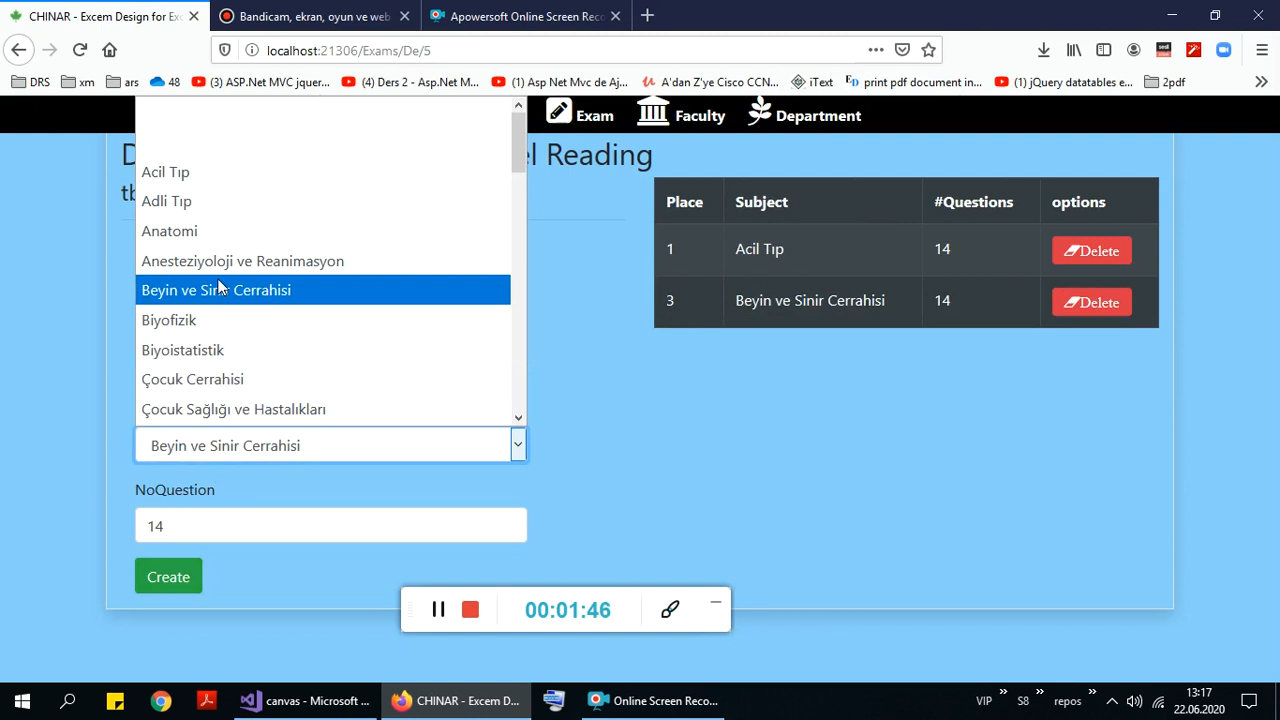 CHINAR - Excem Design for Exc
Bandicam, ekran, oyun ve web
Apowersoft Online Screen Reco
localhost:21306/Exams/De/5
DRS
xm
ars
48
(3) ASP.Net MVC jquer...
(4) Ders 2 - Asp.Net M...
(1) Asp Net Mvc de Aj...
A'dan Z'ye Cisco CCN...
iText
print pdf document in...
(1) jQuery datatables e...
2pdf
Exam
Faculty
Department
Reading
Acil Tıp
Adli Tıp
Anatomi
Anesteziyoloji ve Reanimasyon
Beyin ve Sinir Cerrahisi
Biyofizik
Biyoistatistik
Çocuk Cerrahisi
Çocuk Sağlığı ve Hastalıkları
Beyin ve Sinir Cerrahisi
NoQuestion
14
Create
Place Subject #Questions options
1 Acil Tıp 14 Delete
3 Beyin ve Sinir Cerrahisi 14 Delete
00:01:46
canvas - Microsoft ...
CHINAR - Excem D...
Online Screen Reco...
VIP
S8
repos
13:17
22.06.2020